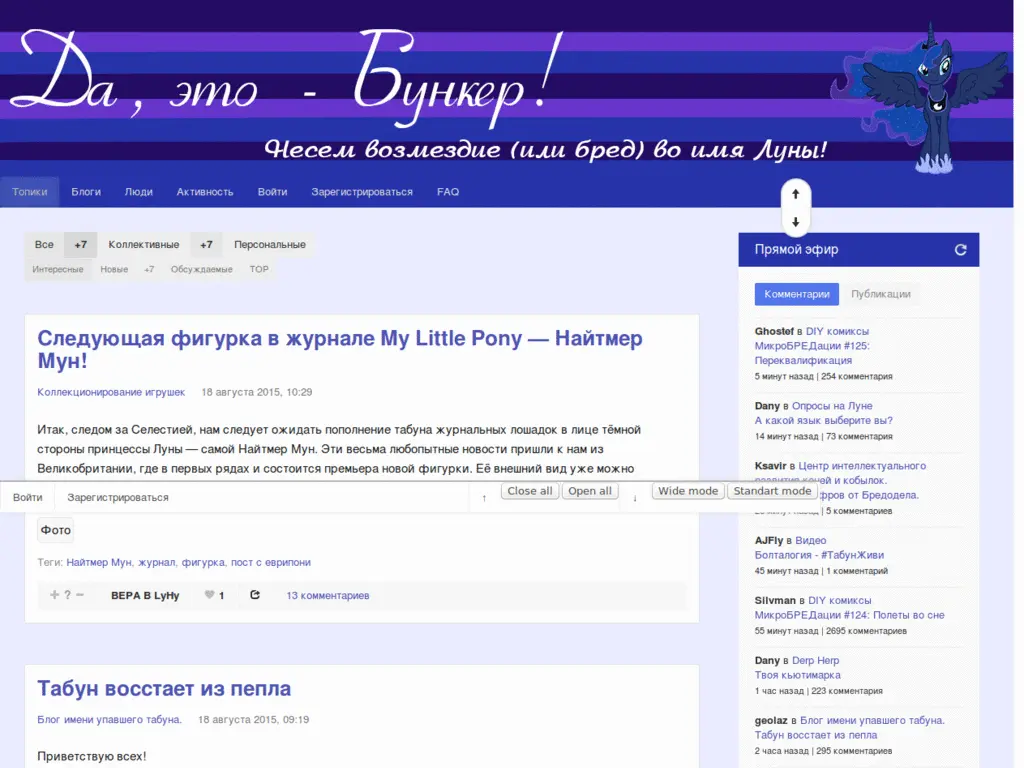 Да, это - Бункер!
Несем возмездие (или бред) во имя Луны!
Топики Блоги Люди Активность Войти Зарегистрироваться FAQ
Все +7 Коллективные +7 Персональные
Интересные Новые +7 Обсуждаемые TOP
Следующая фигурка в журнале My Little Pony — Найтмер
Мун!
Коллекционирование игрушек 18 августа 2015, 10:29
Итак, следом за Селестией, нам следует ожидать пополнение табуна журнальных лошадок в лице тёмной
стороны принцессы Луны — самой Найтмер Мун. Эти весьма любопытные новости пришли к нам из
Великобритании, где в первых рядах и состоится премьера новой фигурки. Её внешний вид уже можно
Войти Зарегистрироваться ↑ Close all Open all ↓ Wide mode Standart mode
Фото
Теги: Найтмер Мун, журнал, фигурка, пост с еврипони
+ ? − ВЕРА В LyHy 1 13 комментариев
Табун восстает из пепла
Блог имени упавшего табуна. 18 августа 2015, 09:19
Приветствую всех!
Прямой эфир
Комментарии Публикации
Ghostef в DIY комиксы
МикроБРЕДации #125:
Переквалификация
5 минут назад | 254 комментария
Dany в Опросы на Луне
А какой язык выберите вы?
14 минут назад | 73 комментария
Ksavir в Центр интеллектуального
развития коней и кобылок.
фров от Бредодела.
минут назад | 5 комментариев
AJFly в Видео
Болталогия - #ТабунЖиви
45 минут назад | 1 комментарий
Silvman в DIY комиксы
МикроБРЕДации #124: Полеты во сне
55 минут назад | 2695 комментариев
Dany в Derp Herp
Твоя кьютимарка
1 час назад | 223 комментария
geolaz в Блог имени упавшего табуна.
Табун восстает из пепла
2 часа назад | 295 комментариев